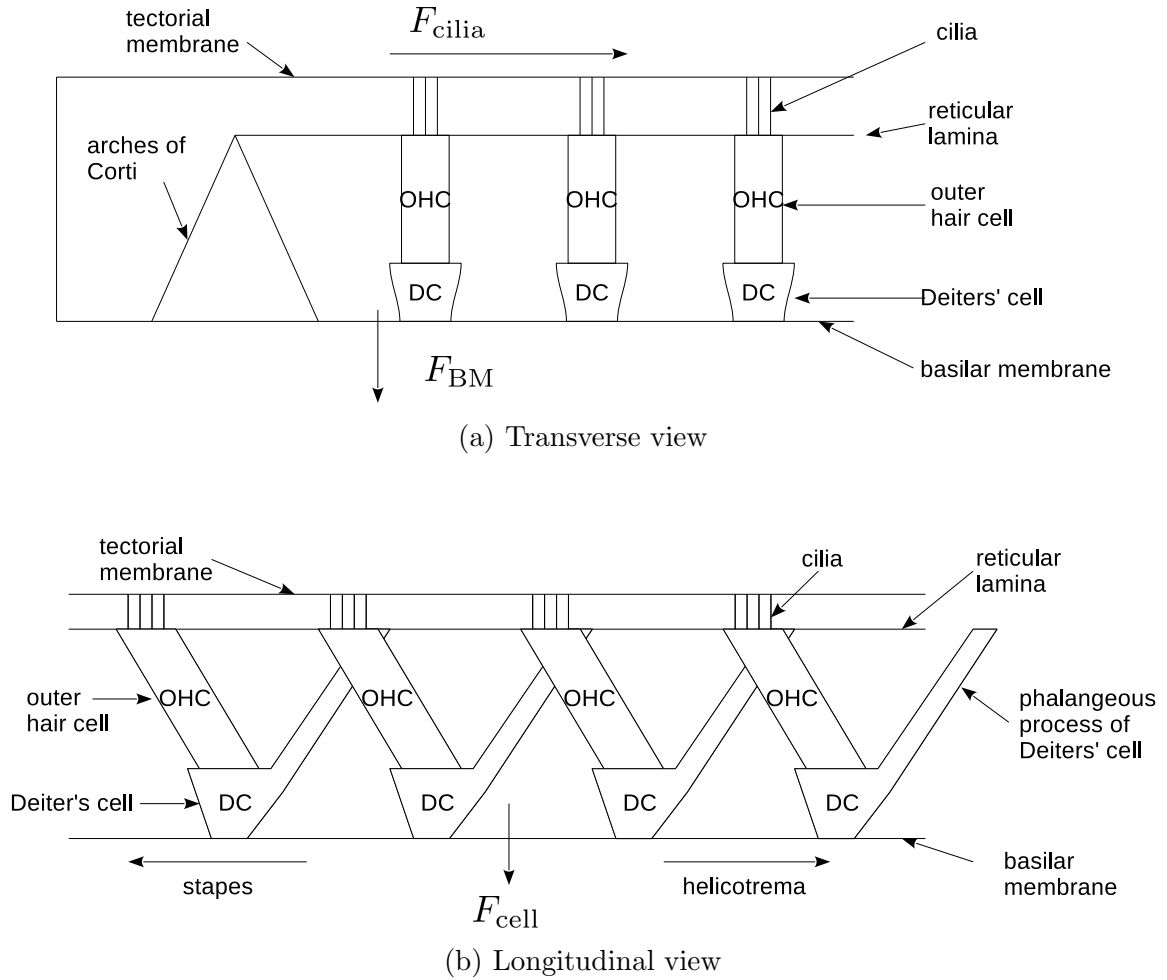 tectorial
membrane
F_cilia
cilia
reticular
lamina
arches of
Corti
OHC
OHC
OHC
outer
hair cell
DC
DC
DC
Deiters' cell
F_BM
basilar membrane
(a) Transverse view
tectorial
membrane
cilia
reticular
lamina
outer
hair cell
OHC
OHC
OHC
OHC
phalangeous
process of
Deiters' cell
Deiter's cell
DC
DC
DC
DC
stapes
F_cell
helicotrema
basilar
membrane
(b) Longitudinal view